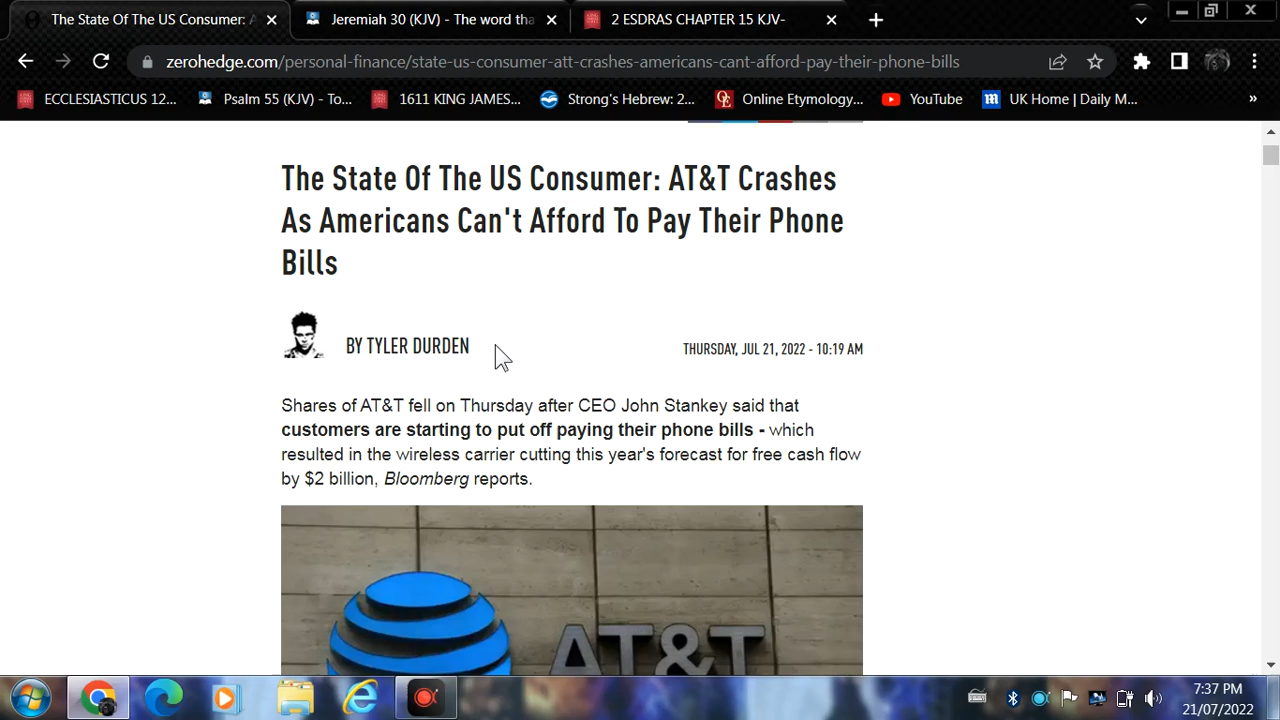 The State Of The US Consumer: A
Jeremiah 30 (KJV) - The word tha
2 ESDRAS CHAPTER 15 KJV-
zerohedge.com/personal-finance/state-us-consumer-att-crashes-americans-cant-afford-pay-their-phone-bills
ECCLESIASTICUS 12...
Psalm 55 (KJV) - To...
1611 KING JAMES...
Strong's Hebrew: 2...
OE
Online Etymology...
YouTube
m
UK Home | Daily M...
»
The State Of The US Consumer: AT&T Crashes
As Americans Can't Afford To Pay Their Phone
Bills
BY TYLER DURDEN
THURSDAY, JUL 21, 2022 - 10:19 AM
Shares of AT&T fell on Thursday after CEO John Stankey said that
customers are starting to put off paying their phone bills - which
resulted in the wireless carrier cutting this year's forecast for free cash flow
by $2 billion, Bloomberg reports.
AT&T
7:37 PM
21/07/2022